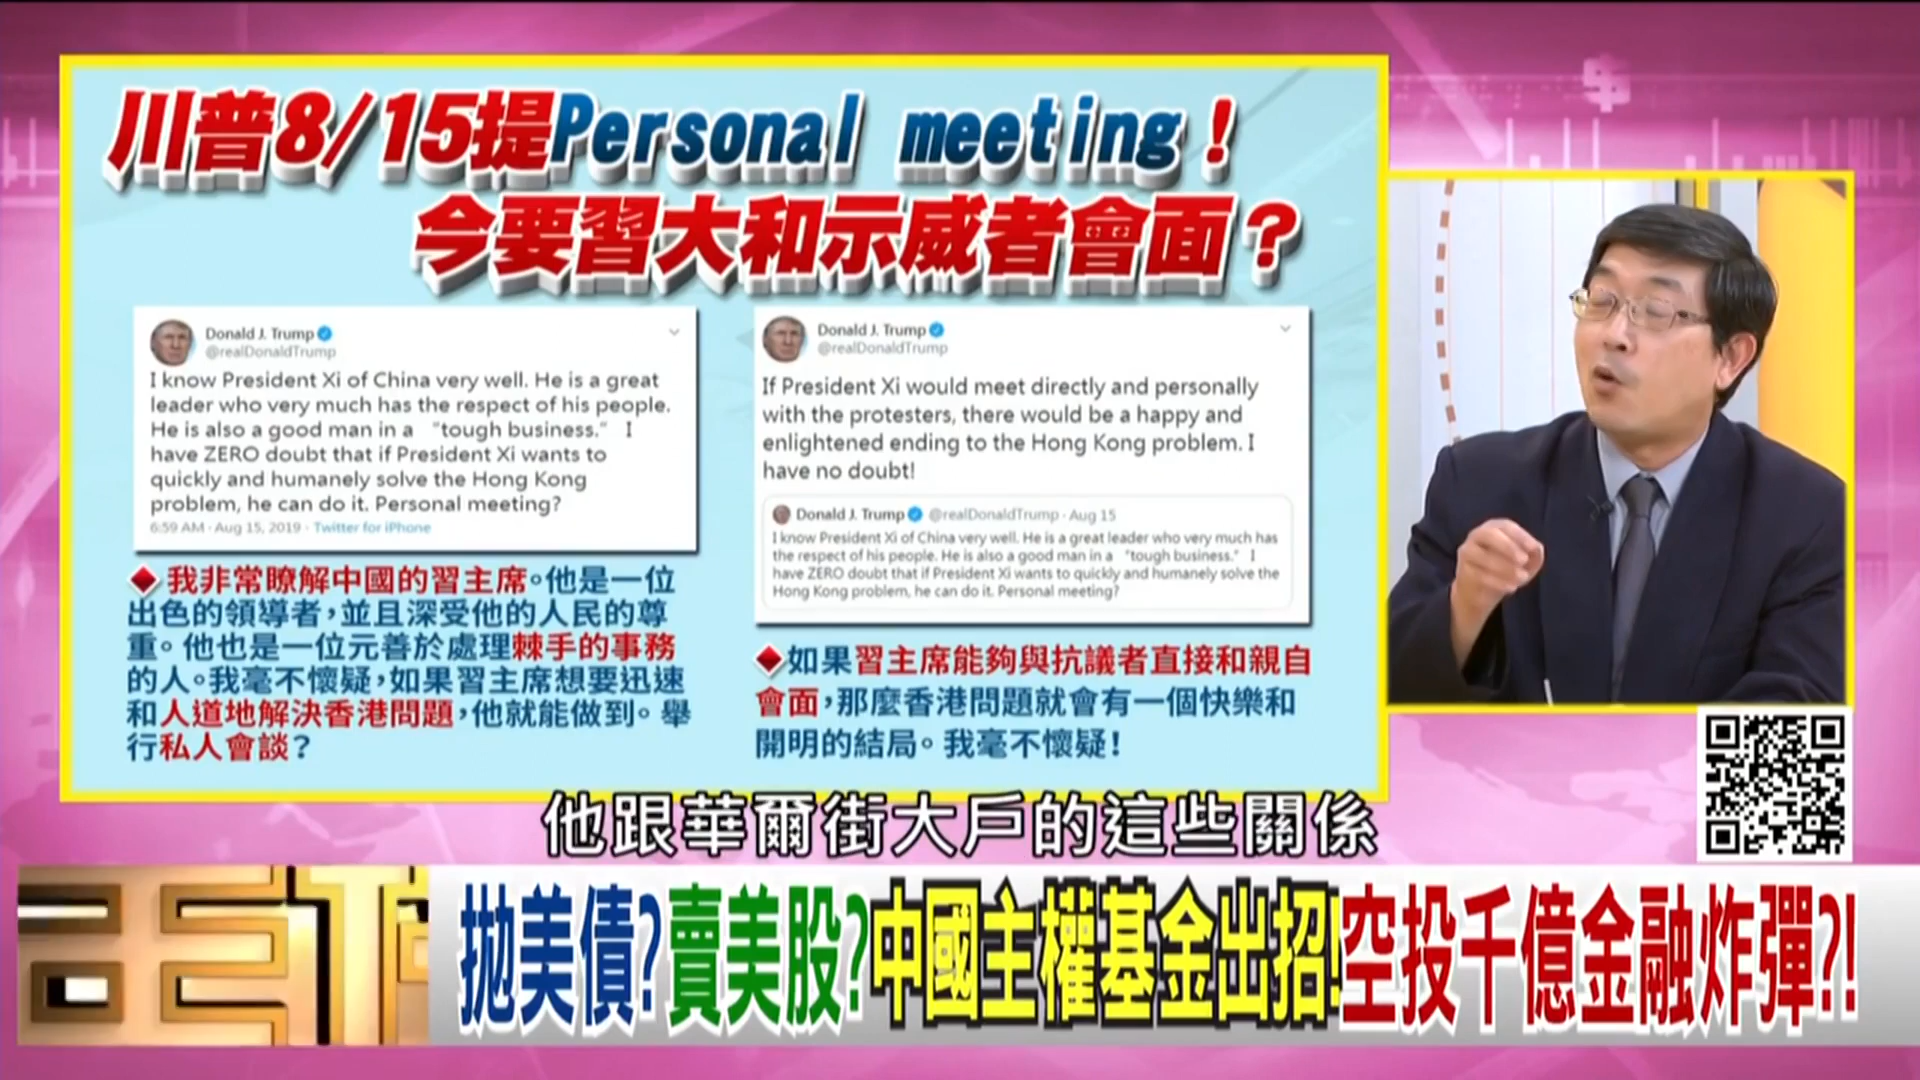 川普8/15提Personal meeting！
今要習大和示威者會面？
Donald J. Trump
@realDonaldTrump
I know President Xi of China very well. He is a great
leader who very much has the respect of his people.
He is also a good man in a “tough business.” I
have ZERO doubt that if President Xi wants to
quickly and humanely solve the Hong Kong
problem, he can do it. Personal meeting?
6:59 AM · Aug 15, 2019 · Twitter for iPhone
◆我非常瞭解中國的習主席。他是一位
出色的領導者，並且深受他的人民的尊
重。他也是一位元善於處理棘手的事務
的人。我毫不懷疑，如果習主席想要迅速
和人道地解決香港問題，他就能做到。舉
行私人會談？
Donald J. Trump
@realDonaldTrump
If President Xi would meet directly and personally
with the protesters, there would be a happy and
enlightened ending to the Hong Kong problem. I
have no doubt!
Donald J. Trump @realDonaldTrump · Aug 15
I know President Xi of China very well. He is a great leader who very much has
the respect of his people. He is also a good man in a “tough business.” I
have ZERO doubt that if President Xi wants to quickly and humanely solve the
Hong Kong problem, he can do it. Personal meeting?
◆如果習主席能夠與抗議者直接和親自
會面，那麼香港問題就會有一個快樂和
開明的結局。我毫不懷疑！
他跟華爾街大戶的這些關係
拋美債?賣美股?中國主權基金出招!空投千億金融炸彈?!